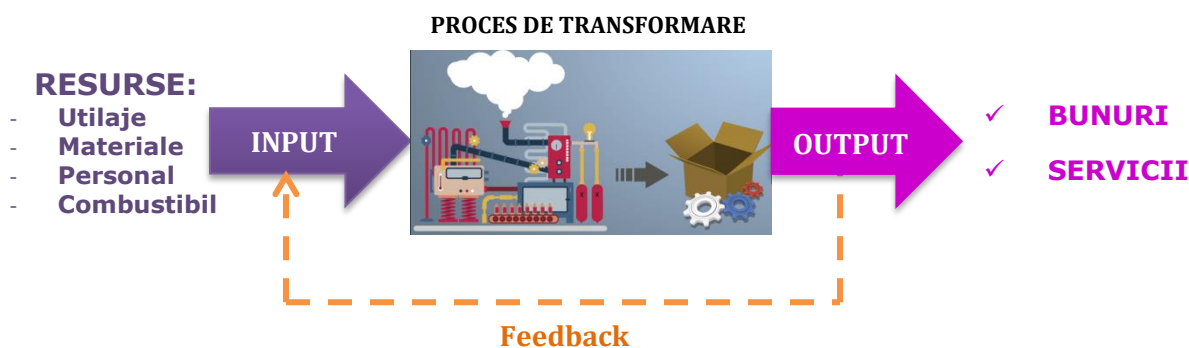 PROCES DE TRANSFORMARE
RESURSE:
- Utilaje
- Materiale
- Personal
- Combustibil
INPUT
OUTPUT
✓ BUNURI
✓ SERVICII
Feedback